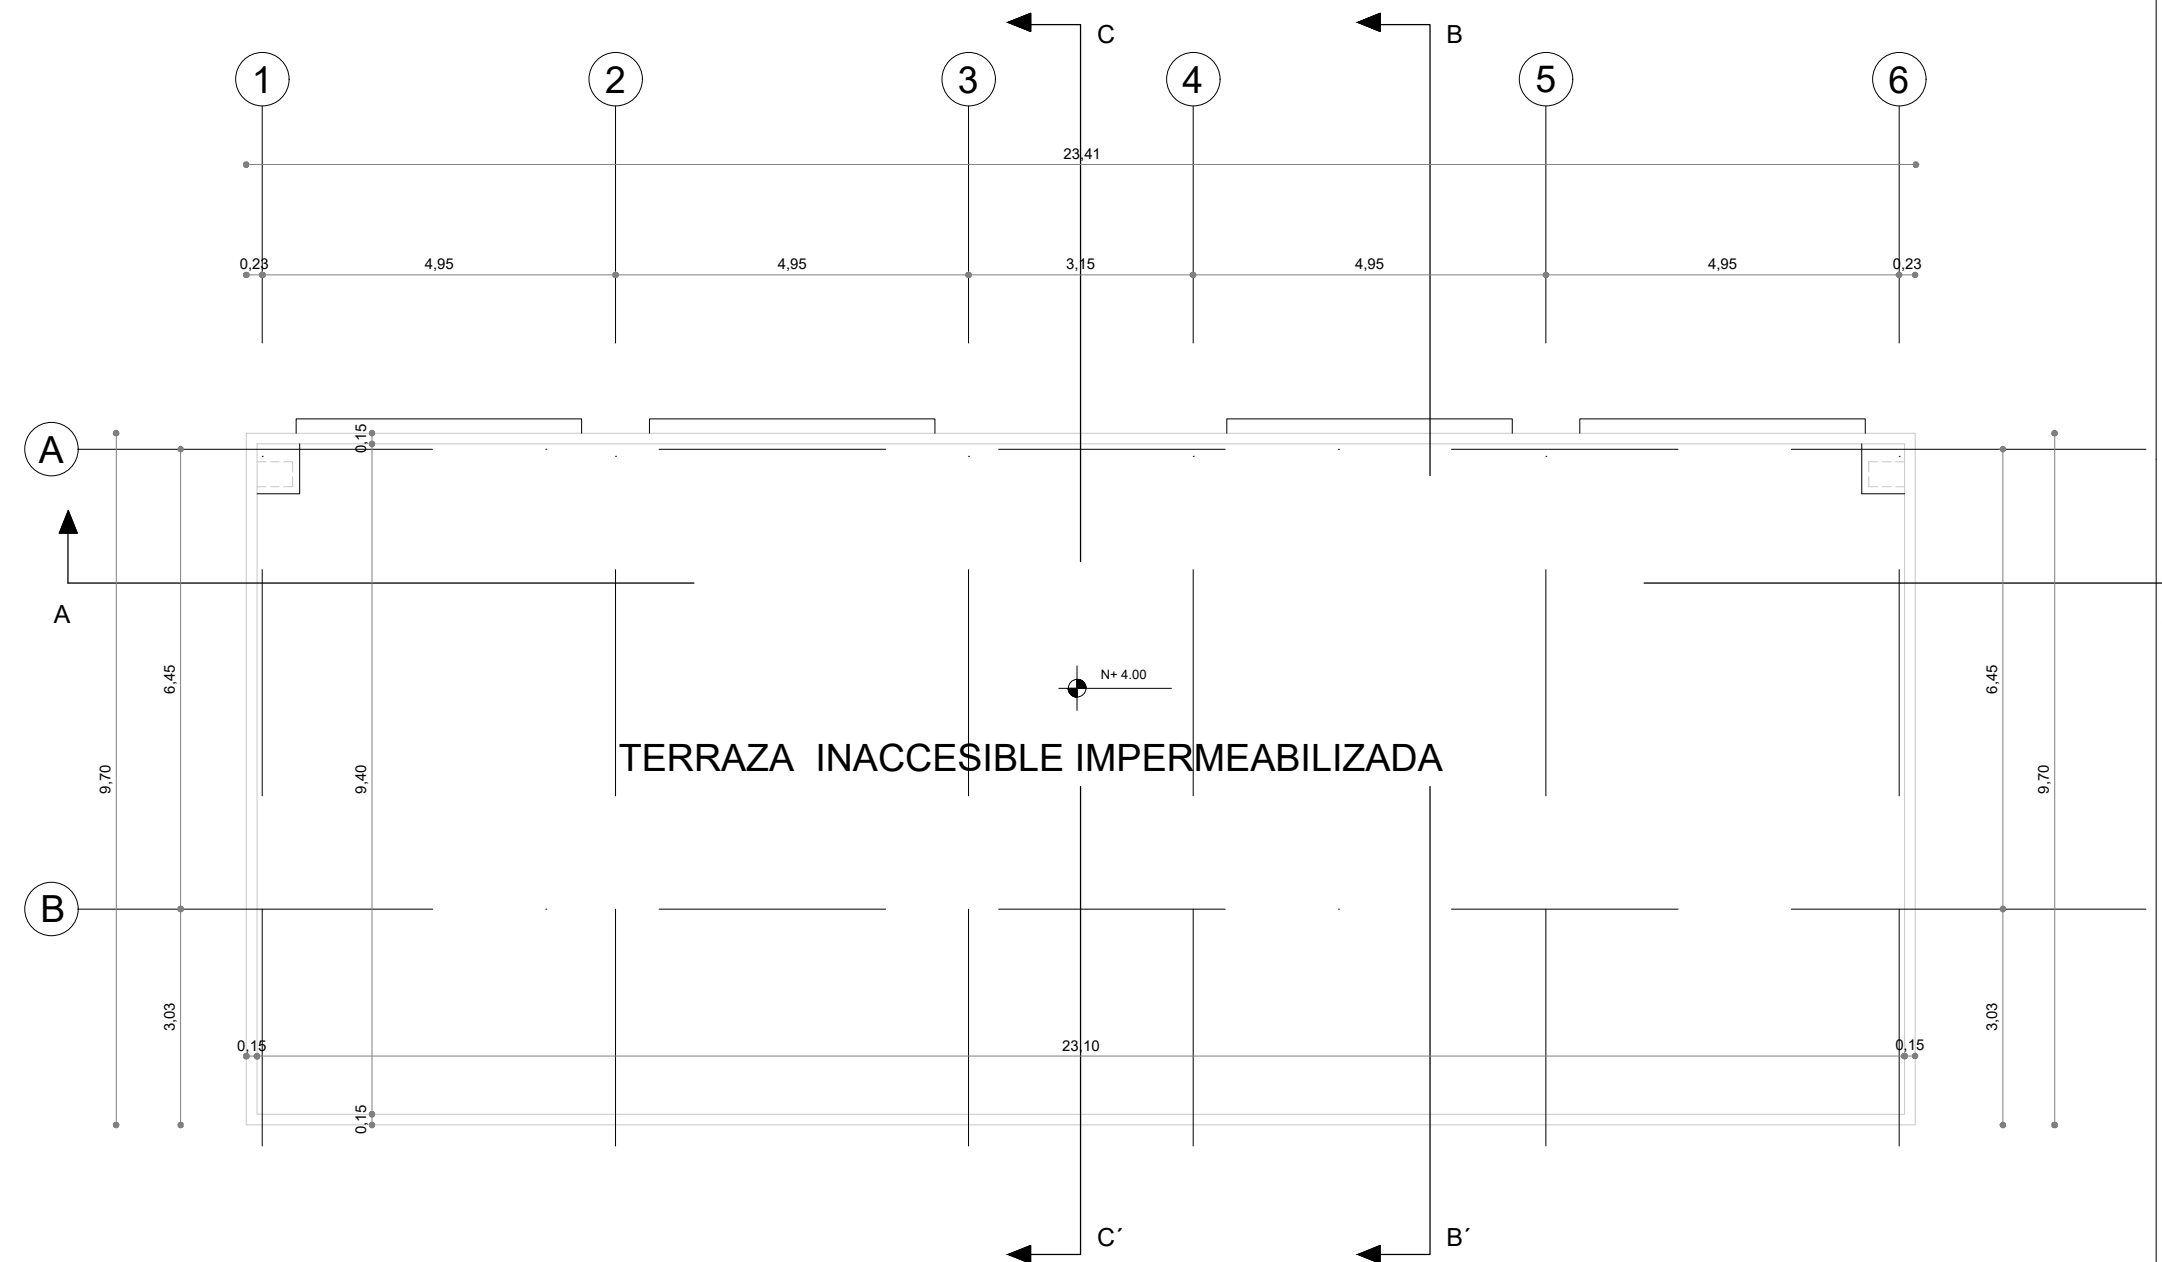 C
B
1
2
3
4
5
6
23,41
0,23
4,95
4,95
3,15
4,95
4,95
0,23
A
0,15
A
6,45
6,45
N+ 4.00
TERRAZA  INACCESIBLE IMPERMEABILIZADA
9,70
9,40
9,70
B
3,03
3,03
0,15
23,10
0,15
0,15
C´
B´